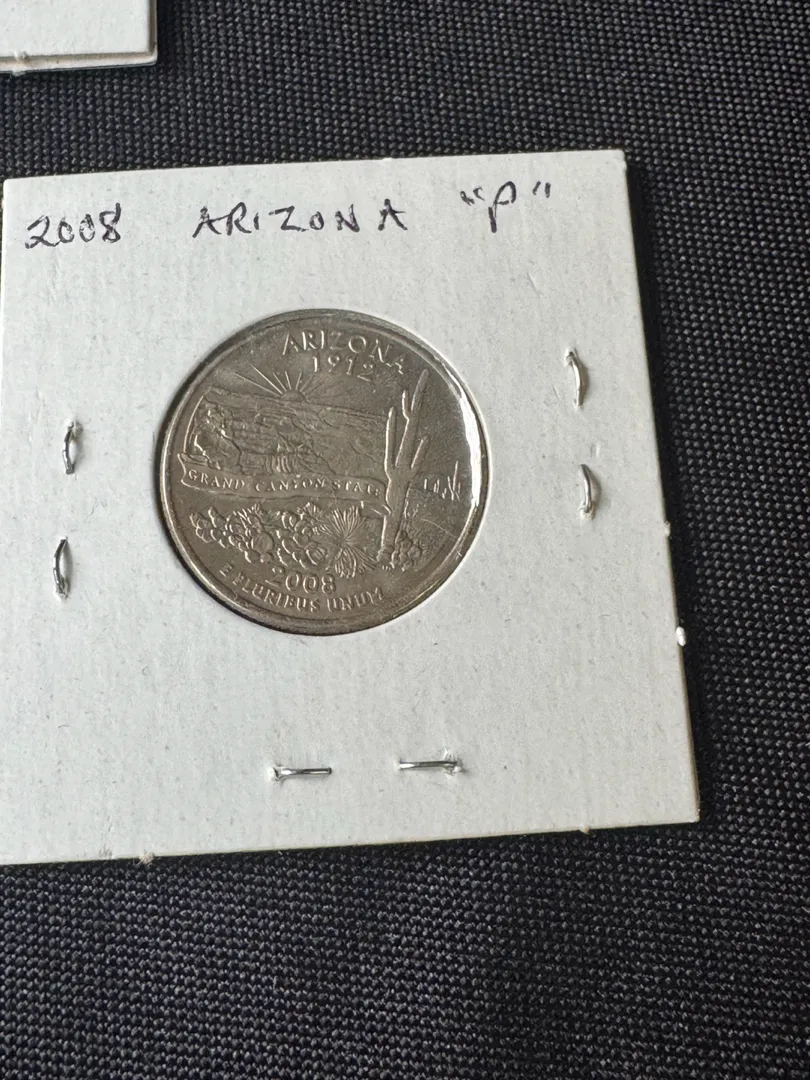 2008 ARIZONA "P"
ARIZONA
1912
GRAND CANYON STATE
2008
E PLURIBUS UNUM